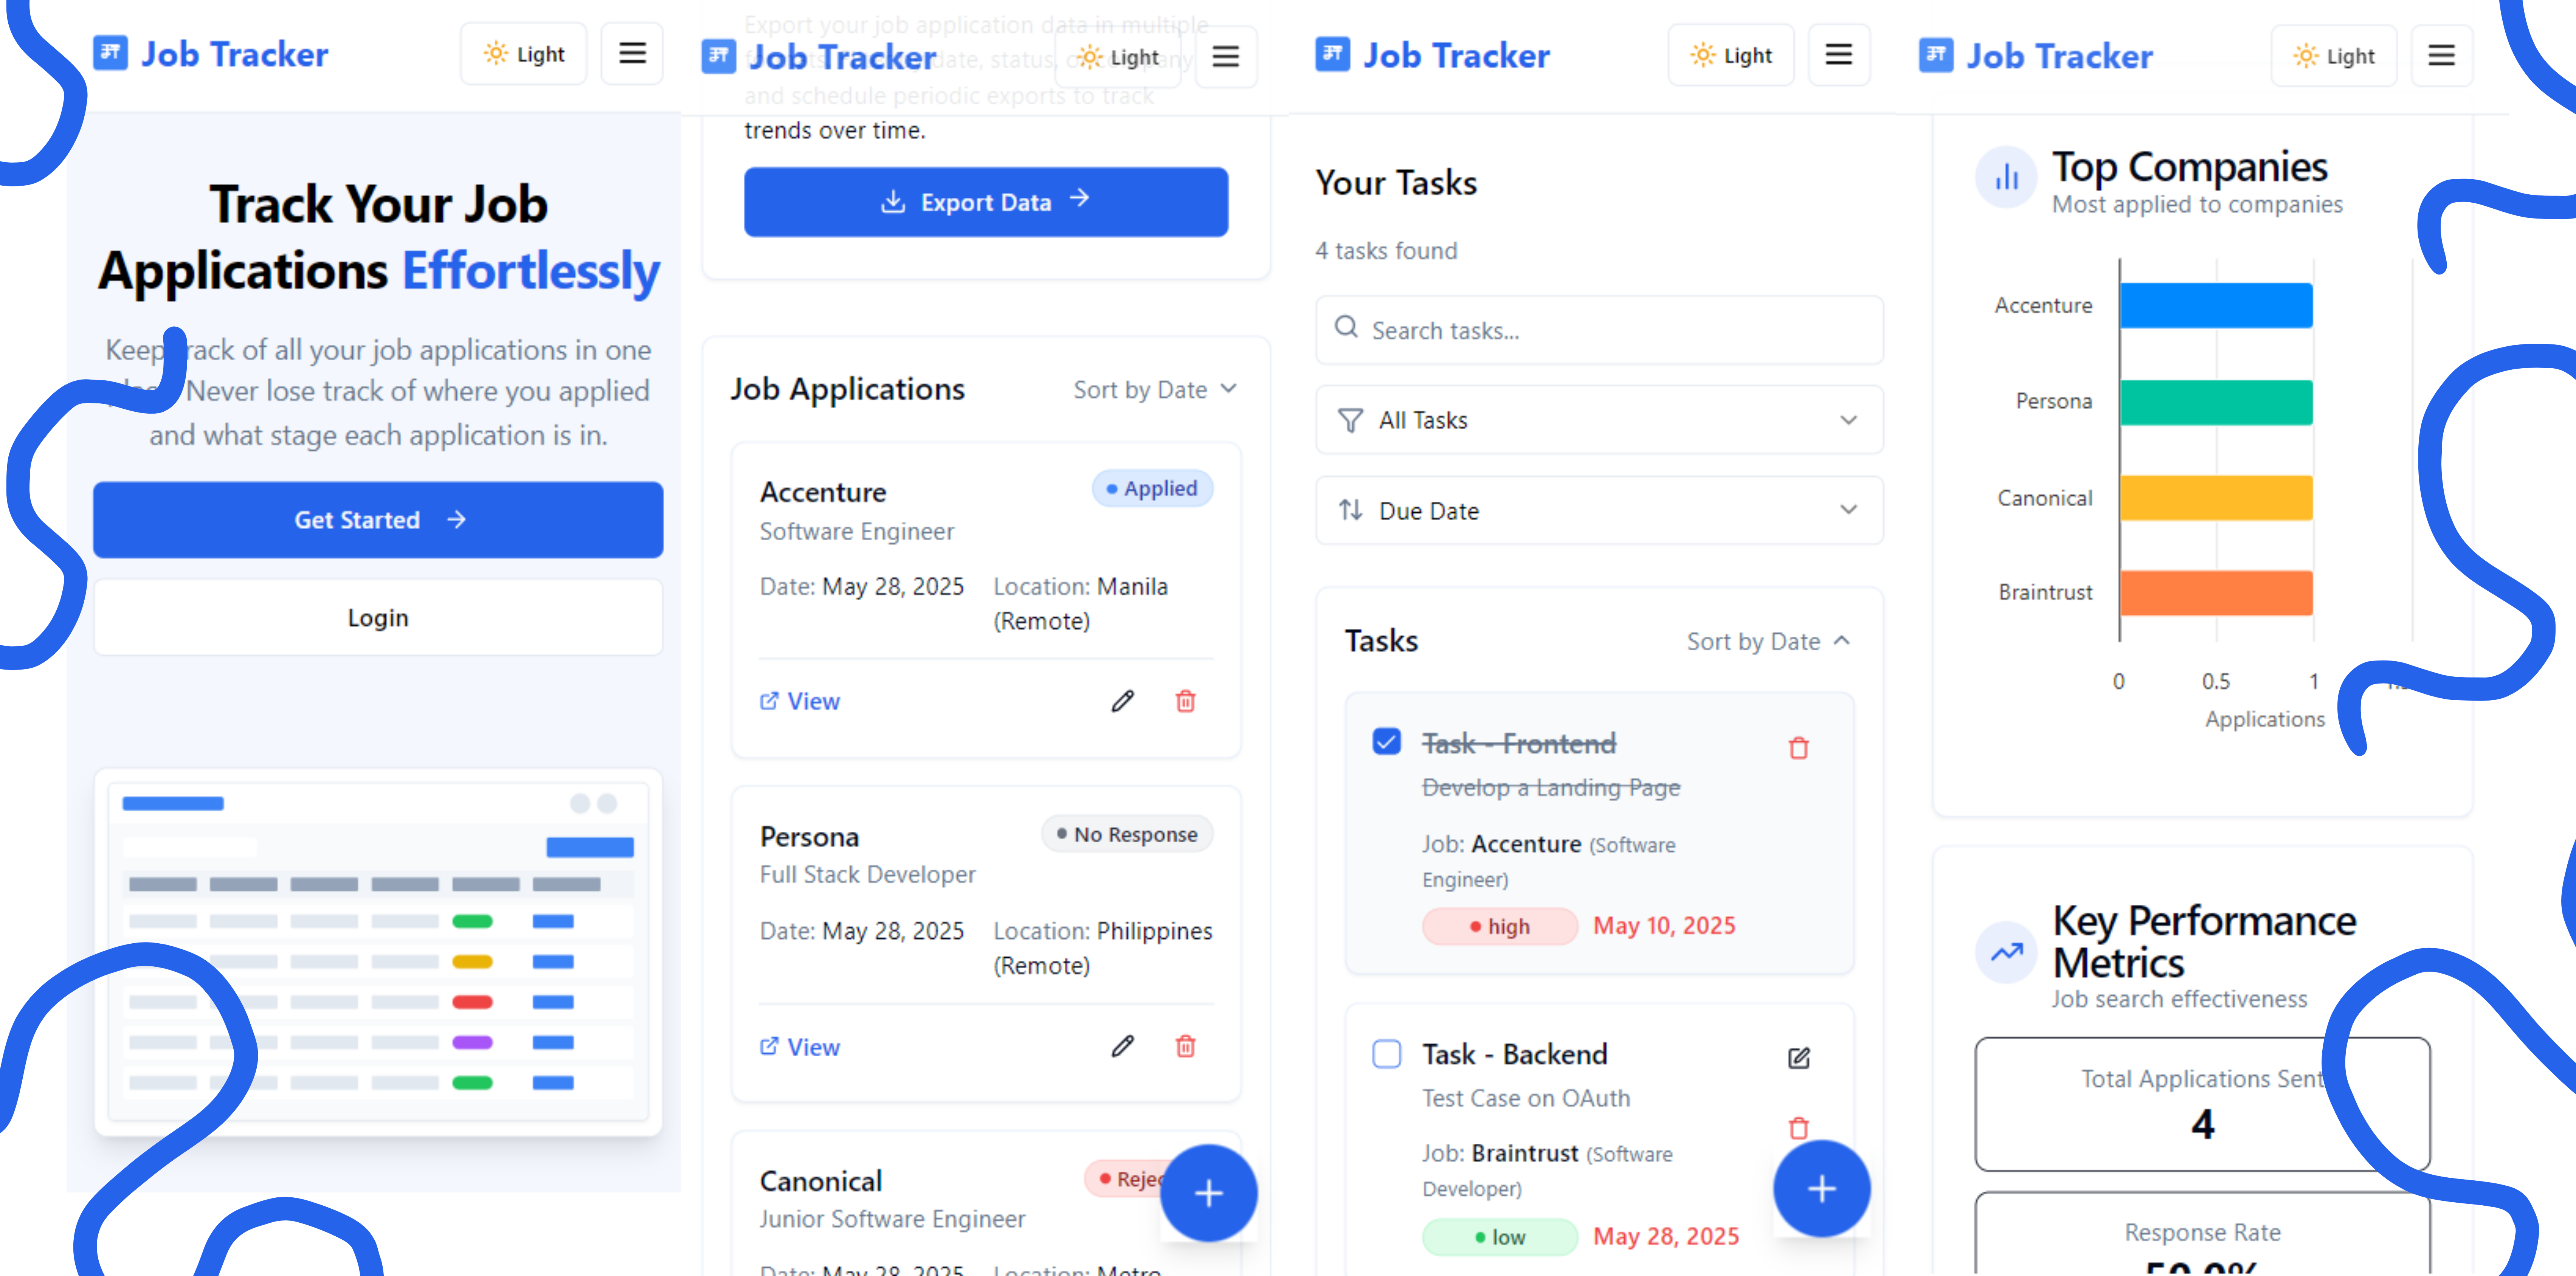 Job Tracker
Light
Track Your Job
Applications Effortlessly
Keep rack of all your job applications in one
Never lose track of where you applied
and what stage each application is in.
Get Started
Login
Export your job application data in multiple
Job Tracker
Light
date, status,
and schedule periodic exports to track
trends over time.
Export Data
Job Applications
Sort by Date
Accenture
Applied
Software Engineer
Date: May 28, 2025
Location: Manila
(Remote)
View
Persona
No Response
Full Stack Developer
Date: May 28, 2025
Location: Philippines
(Remote)
View
Canonical
Rejec
Junior Software Engineer
Date: May 28, 2025
Location: Metro
Job Tracker
Light
Your Tasks
4 tasks found
Search tasks...
All Tasks
Due Date
Tasks
Sort by Date
Task - Frontend
Develop a Landing Page
Job: Accenture (Software
Engineer)
high
May 10, 2025
Task - Backend
Test Case on OAuth
Job: Braintrust (Software
Developer)
low
May 28, 2025
Job Tracker
Light
Top Companies
Most applied to companies
Accenture
Persona
Canonical
Braintrust
0
0.5
1
Applications
Key Performance
Metrics
Job search effectiveness
Total Applications Sent
4
Response Rate
50.0%